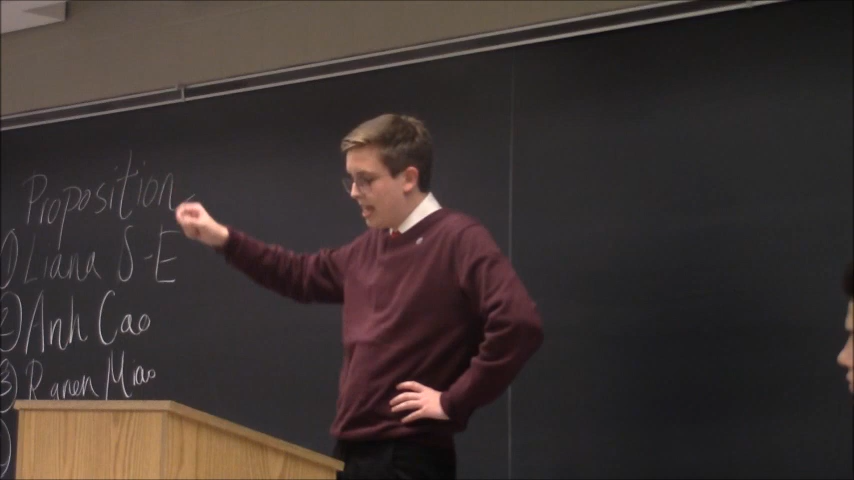 Proposition
① Liana S-E
② Anh Cao
③ Ranen Miao